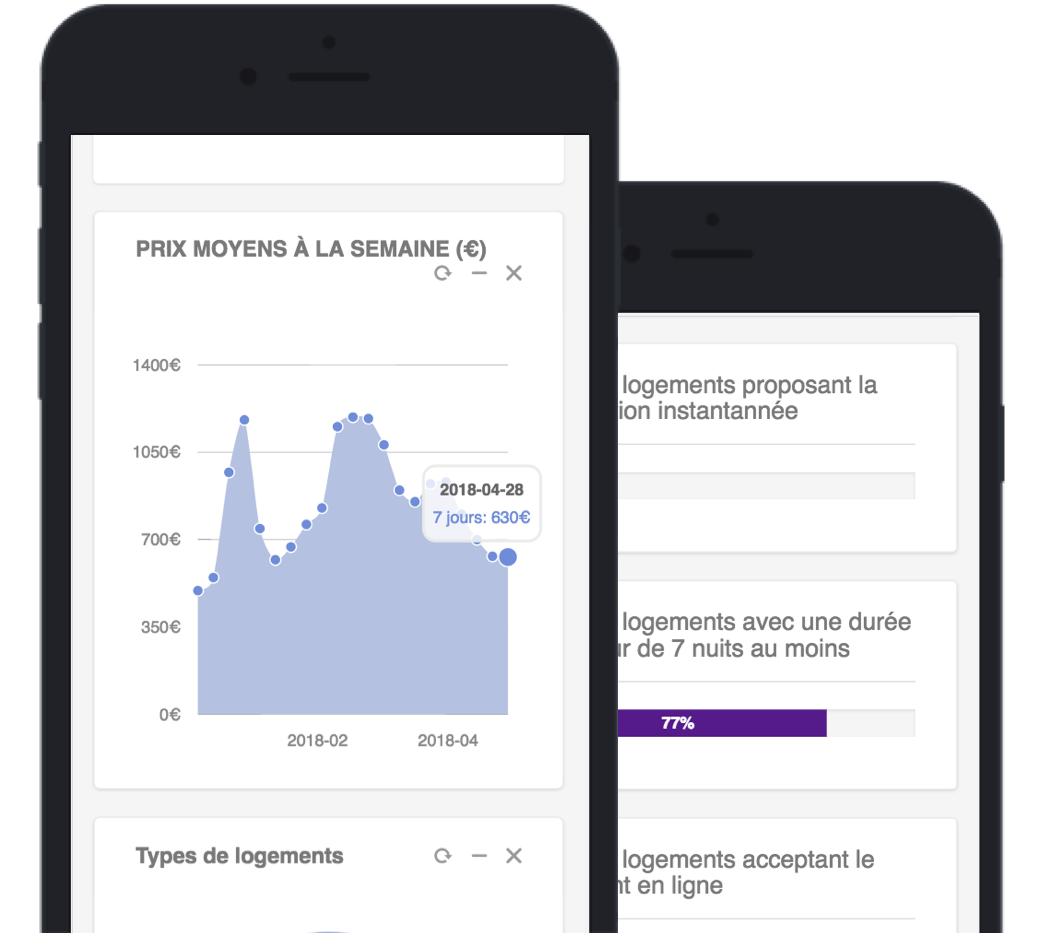 PRIX MOYENS À LA SEMAINE (€)
1400€
1050€
700€
350€
0€
2018-04-28
7 jours: 630€
2018-02
2018-04
Types de logements
logements proposant la
instantannée
logements avec une durée
de 7 nuits au moins
77%
logements acceptant le
en ligne